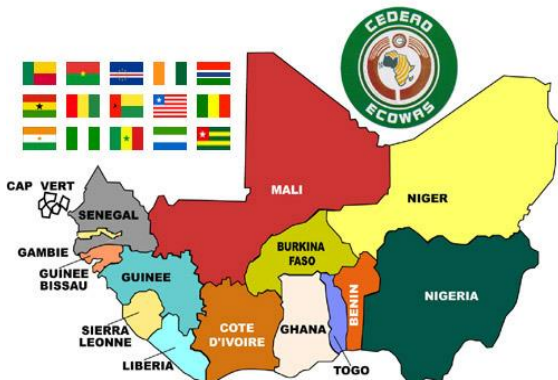 CEDEAO
ECOWAS
CAP VERT
SENEGAL
MALI
NIGER
GAMBIE
GUINEE
BISSAU
GUINEE
BURKINA
FASO
NIGERIA
BENIN
SIERRA
LEONNE
COTE
D'IVOIRE
GHANA
LIBERIA
TOGO